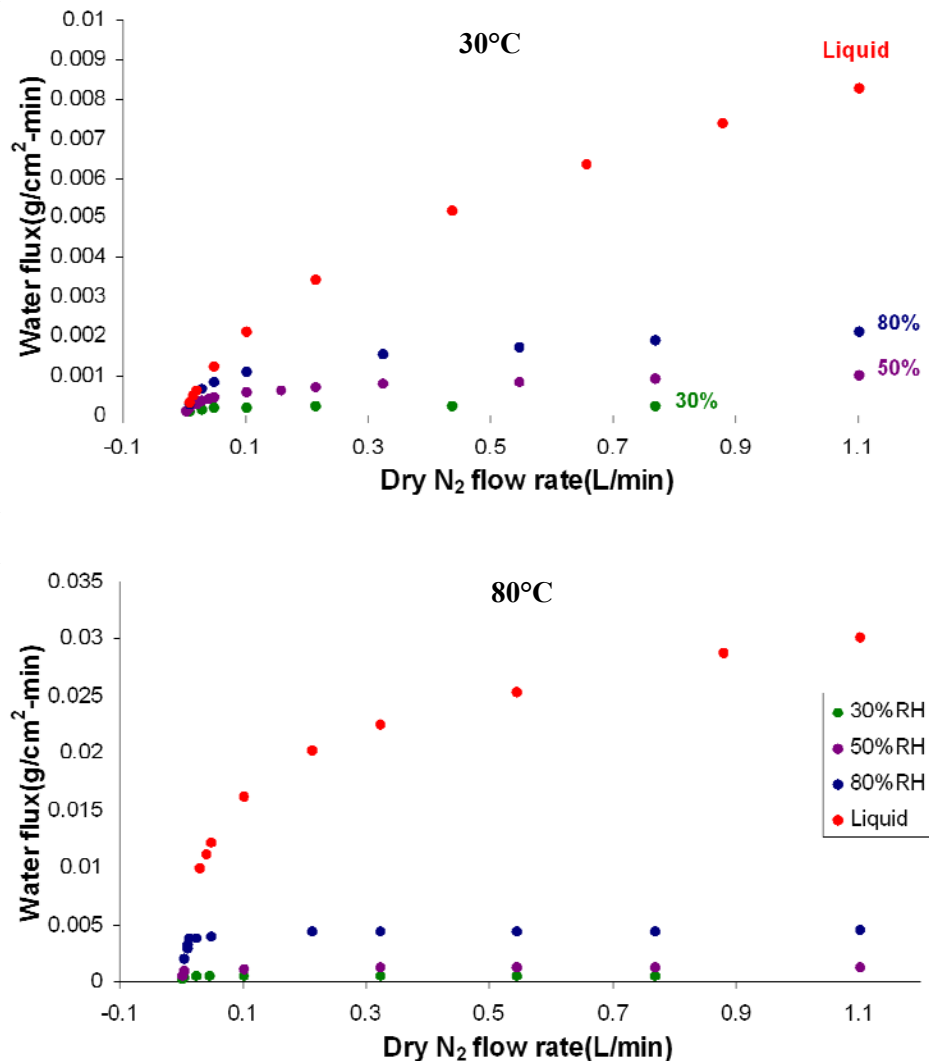 0.01
30°C
Liquid
0.009
0.008
0.007
0.006
0.005
0.004
0.003
0.002
80%
0.001
50%
30%
0
-0.1 0.1 0.3 0.5 0.7 0.9 1.1
Water flux(g/cm²-min)
Dry N₂ flow rate(L/min)
0.035
80°C
0.03
0.025
0.02
0.015
0.01
0.005
0
30%RH
50%RH
80%RH
Liquid
-0.1 0.1 0.3 0.5 0.7 0.9 1.1
Water flux(g/cm²-min)
Dry N₂ flow rate(L/min)